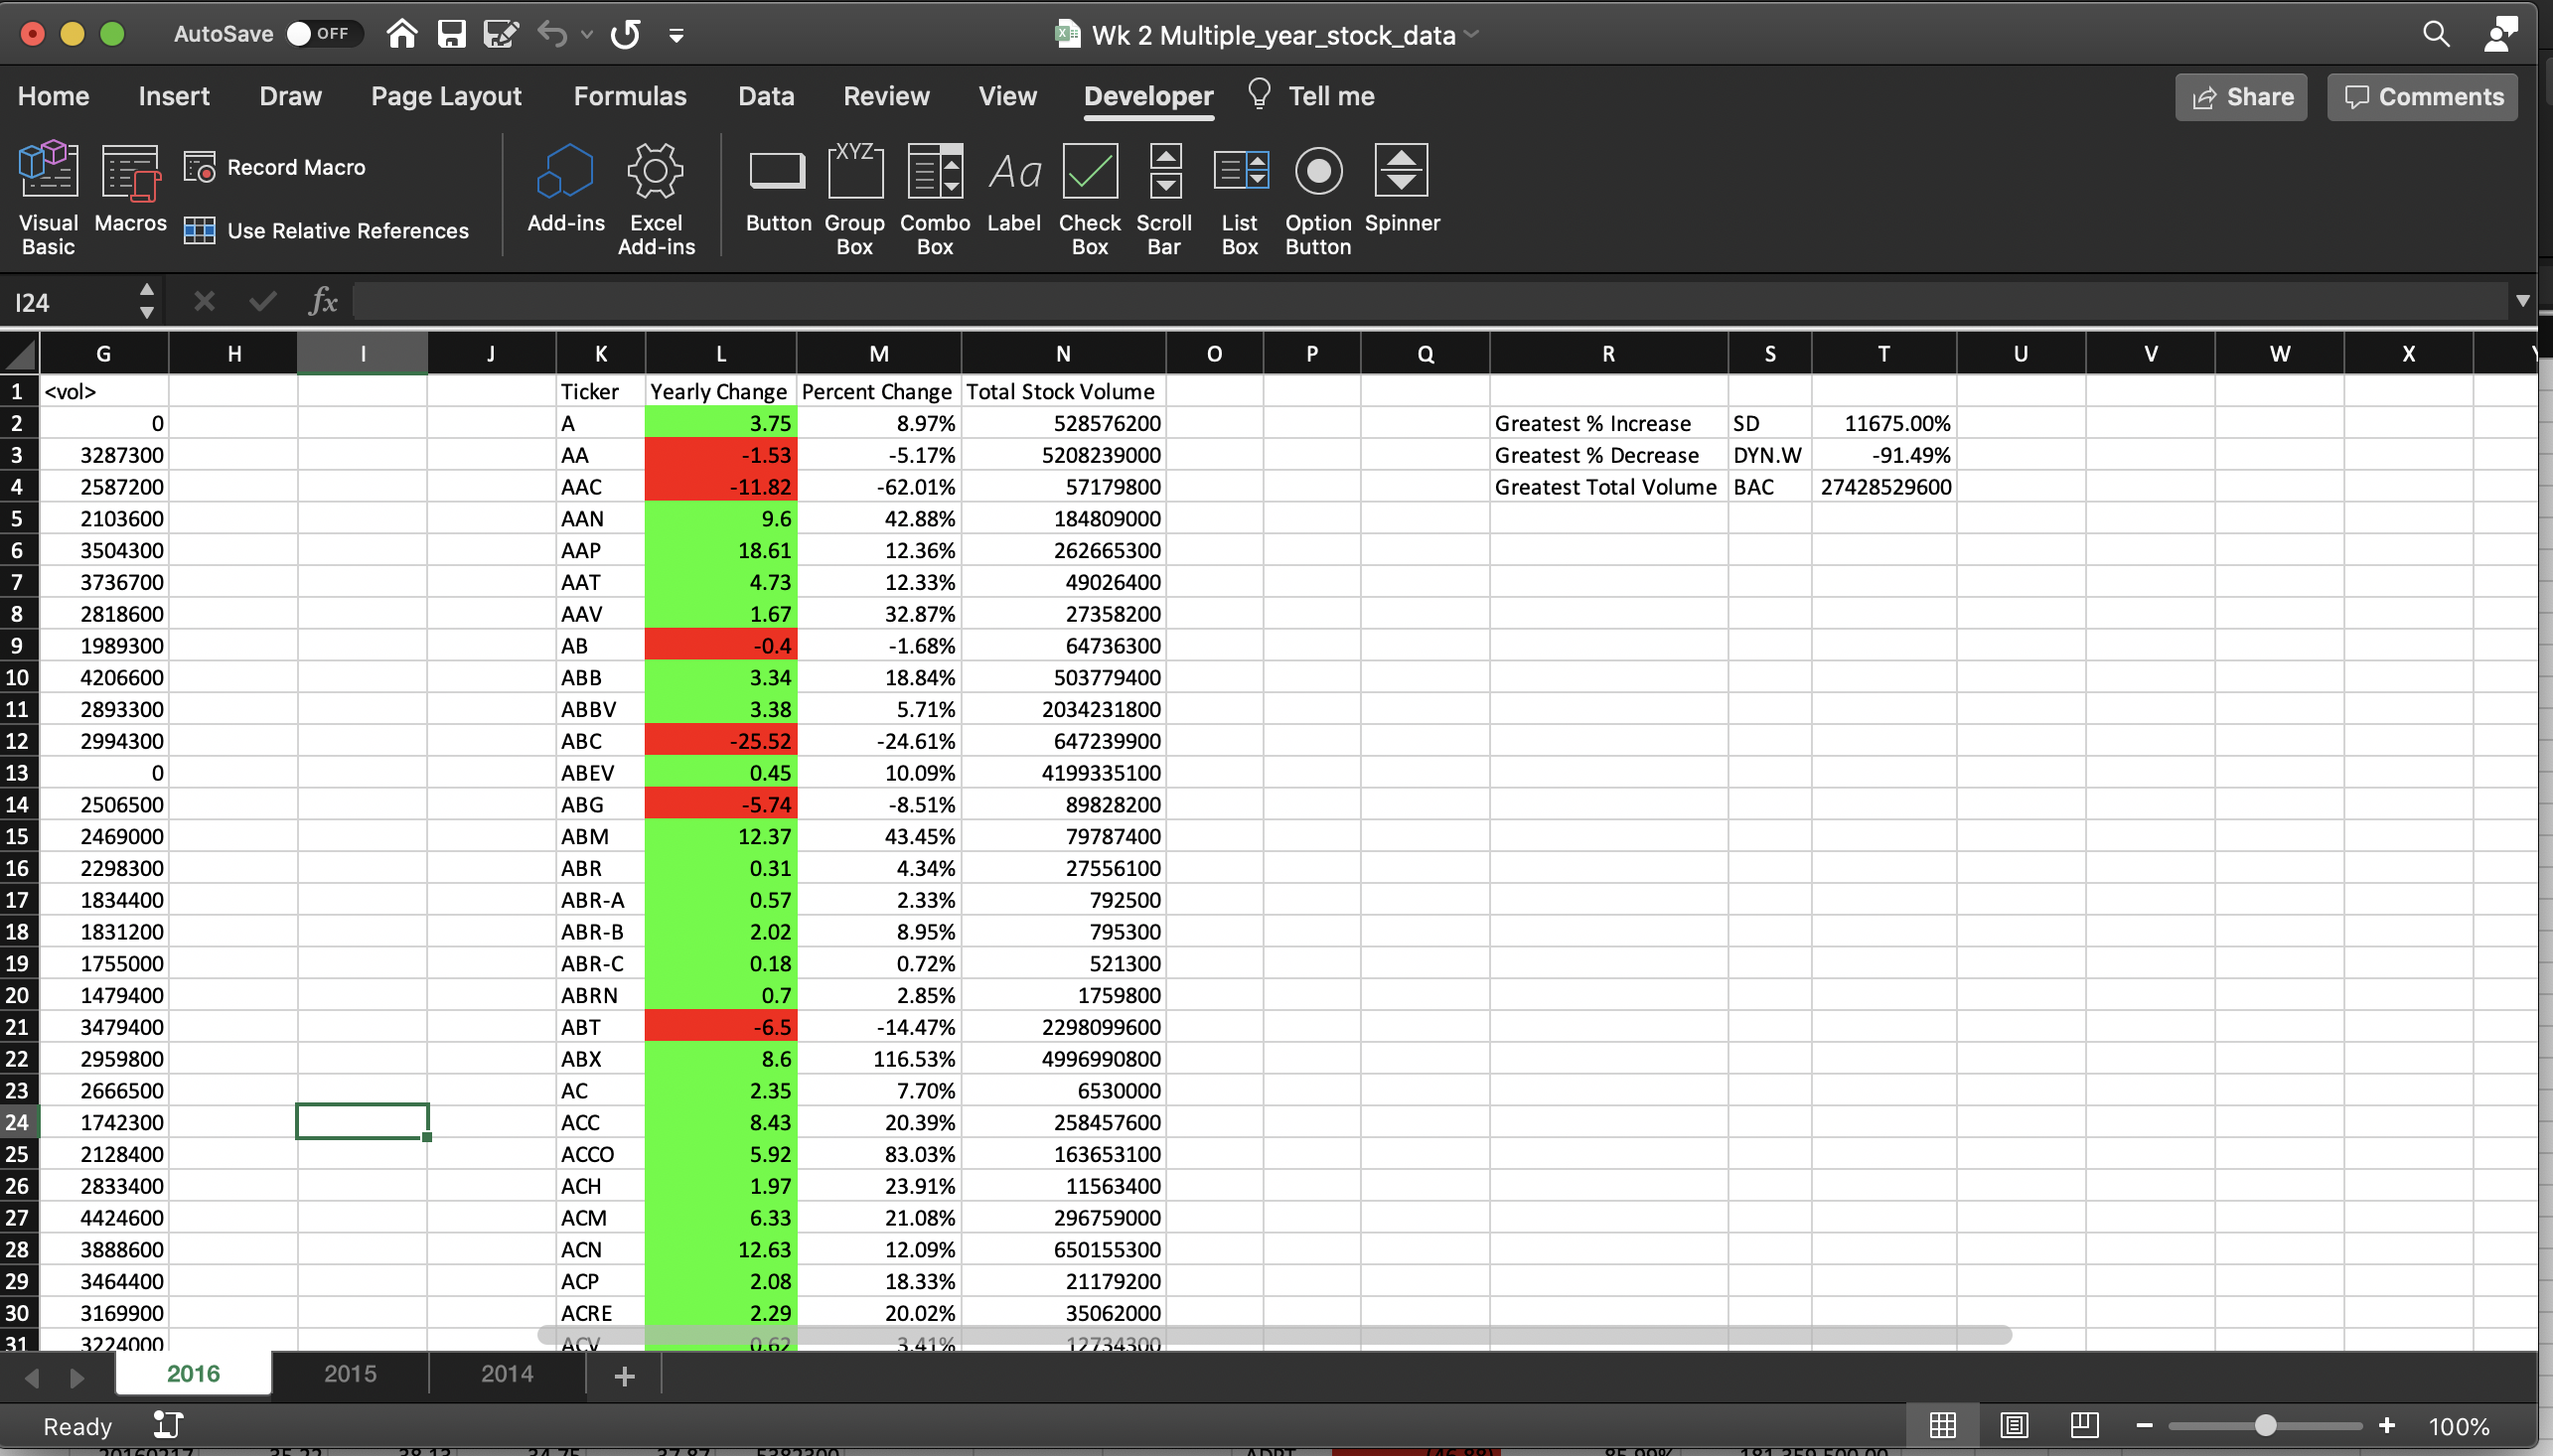 AutoSave OFF Wk 2 Multiple_year_stock_data
Home Insert Draw Page Layout Formulas Data Review View Developer Tell me Share Comments
Visual Basic Macros Record Macro Use Relative References Add-ins Excel Add-ins Button Group Box Combo Box Label Check Box Scroll Bar List Box Option Button Spinner
I24 fx
G H I J K L M N O P Q R S T U V W X
1 <vol> Ticker Yearly Change Percent Change Total Stock Volume
2 0 A 3.75 8.97% 528576200 Greatest % Increase SD 11675.00%
3 3287300 AA -1.53 -5.17% 5208239000 Greatest % Decrease DYN.W -91.49%
4 2587200 AAC -11.82 -62.01% 57179800 Greatest Total Volume BAC 27428529600
5 2103600 AAN 9.6 42.88% 184809000
6 3504300 AAP 18.61 12.36% 262665300
7 3736700 AAT 4.73 12.33% 49026400
8 2818600 AAV 1.67 32.87% 27358200
9 1989300 AB -0.4 -1.68% 64736300
10 4206600 ABB 3.34 18.84% 503779400
11 2893300 ABBV 3.38 5.71% 2034231800
12 2994300 ABC -25.52 -24.61% 647239900
13 0 ABEV 0.45 10.09% 4199335100
14 2506500 ABG -5.74 -8.51% 89828200
15 2469000 ABM 12.37 43.45% 79787400
16 2298300 ABR 0.31 4.34% 27556100
17 1834400 ABR-A 0.57 2.33% 792500
18 1831200 ABR-B 2.02 8.95% 795300
19 1755000 ABR-C 0.18 0.72% 521300
20 1479400 ABRN 0.7 2.85% 1759800
21 3479400 ABT -6.5 -14.47% 2298099600
22 2959800 ABX 8.6 116.53% 4996990800
23 2666500 AC 2.35 7.70% 6530000
24 1742300 ACC 8.43 20.39% 258457600
25 2128400 ACCO 5.92 83.03% 163653100
26 2833400 ACH 1.97 23.91% 11563400
27 4424600 ACM 6.33 21.08% 296759000
28 3888600 ACN 12.63 12.09% 650155300
29 3464400 ACP 2.08 18.33% 21179200
30 3169900 ACRE 2.29 20.02% 35062000
31 3224000 ACV 0.62 3.41% 12734300
2016 2015 2014 +
Ready 100%